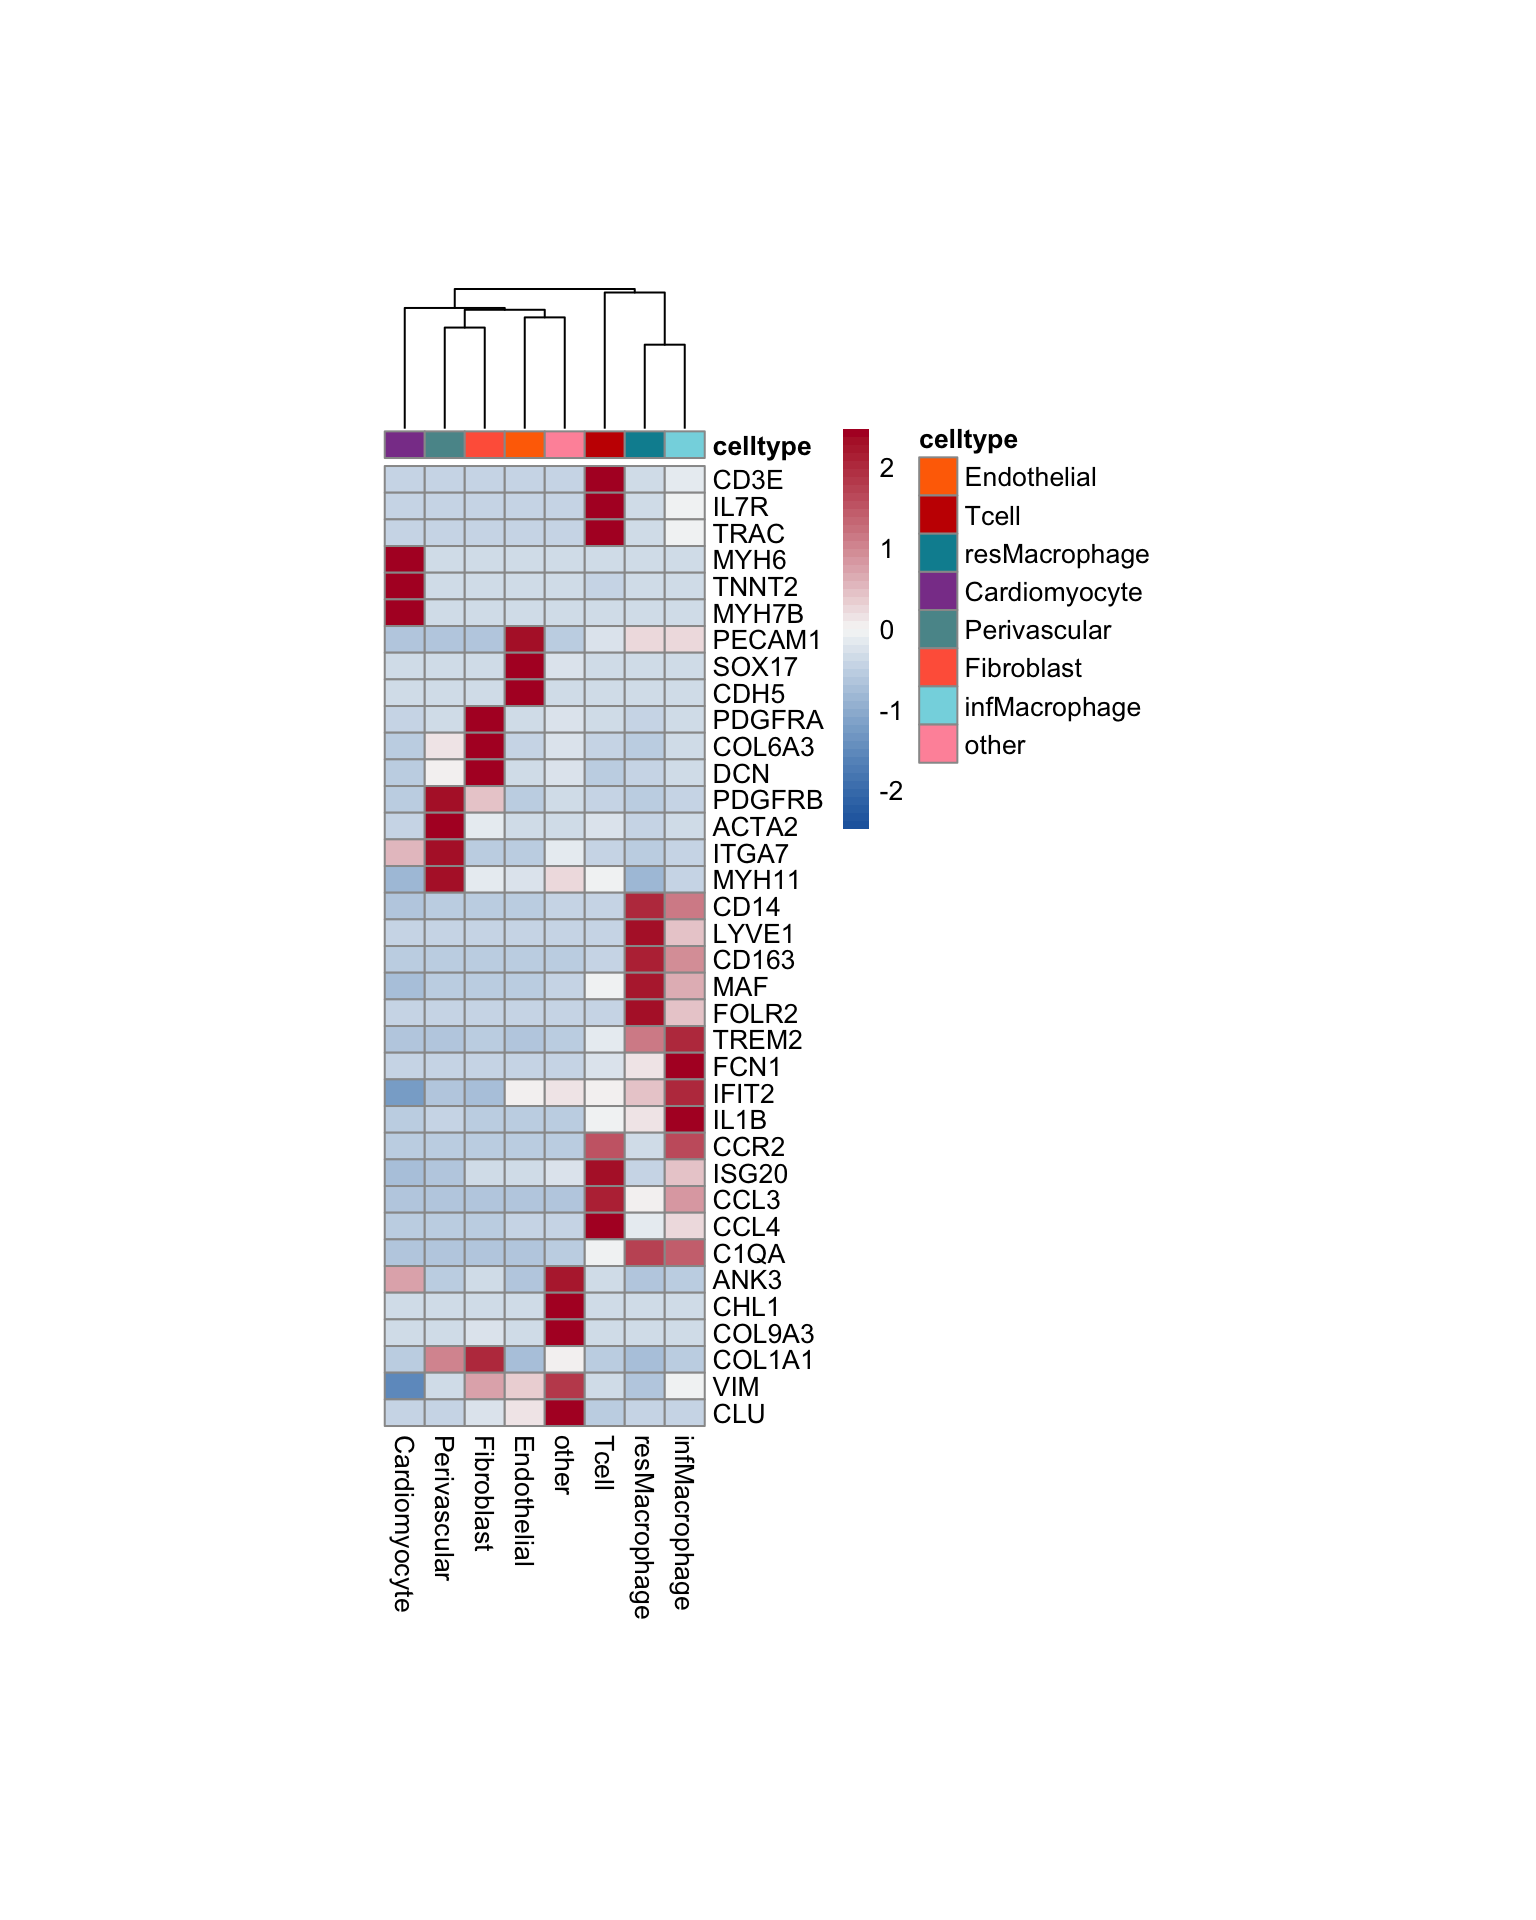 celltype
CD3E
IL7R
TRAC
MYH6
TNNT2
MYH7B
PECAM1
SOX17
CDH5
PDGFRA
COL6A3
DCN
PDGFRB
ACTA2
ITGA7
MYH11
CD14
LYVE1
CD163
MAF
FOLR2
TREM2
FCN1
IFIT2
IL1B
CCR2
ISG20
CCL3
CCL4
C1QA
ANK3
CHL1
COL9A3
COL1A1
VIM
CLU
Cardiomyocyte
Perivascular
Fibroblast
Endothelial
other
Tcell
resMacrophage
infMacrophage
2
1
0
-1
-2
celltype
Endothelial
Tcell
resMacrophage
Cardiomyocyte
Perivascular
Fibroblast
infMacrophage
other